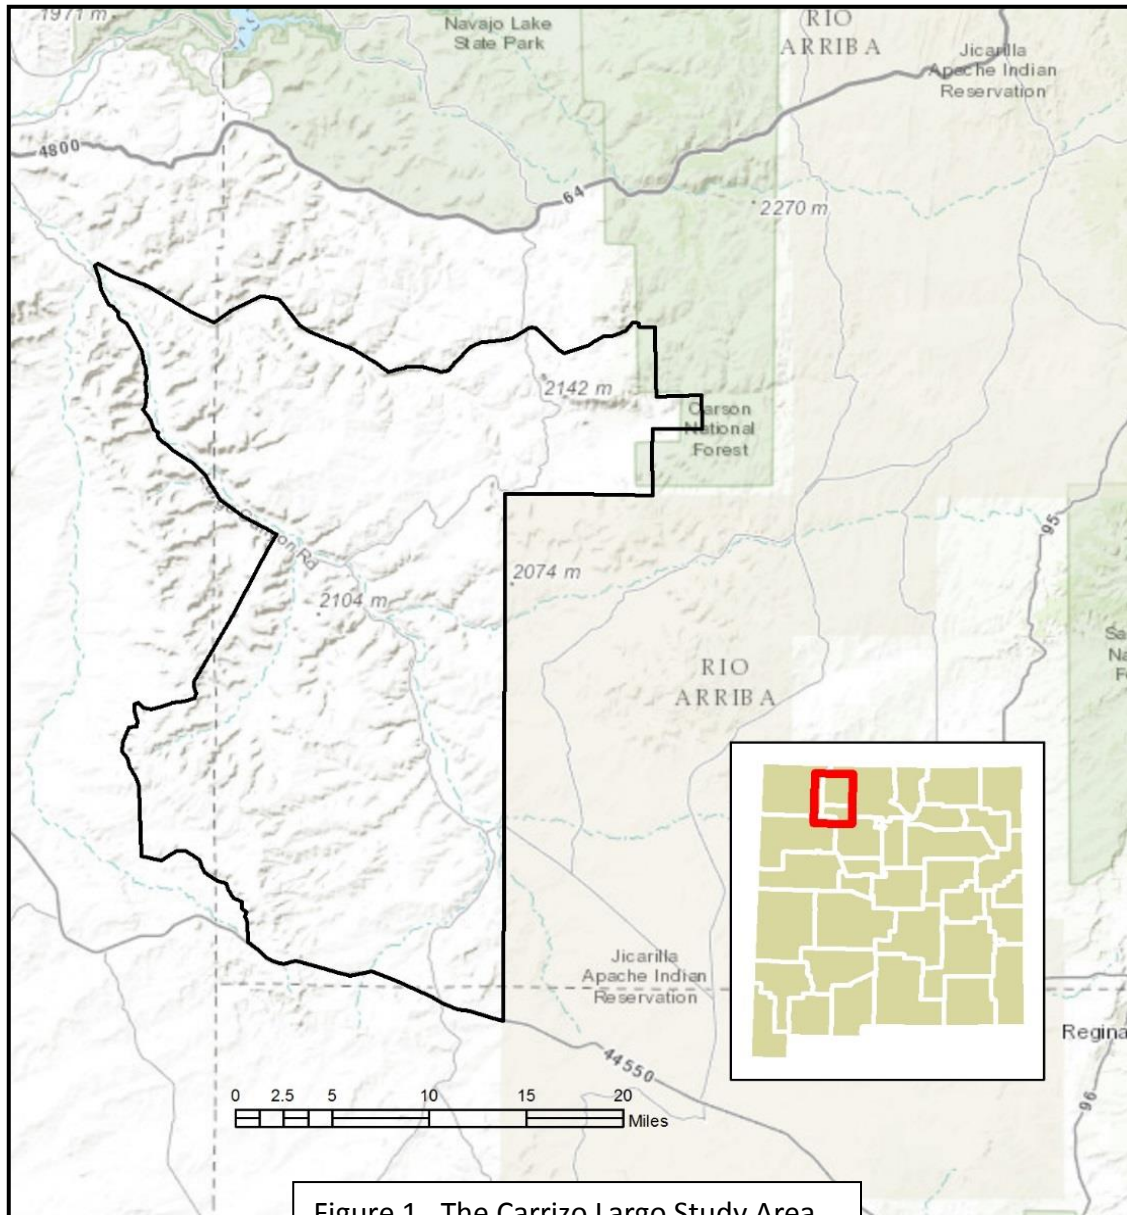 1971 m
Navajo Lake
State Park
RIO
ARRIBA
Jicarilla
Apache Indian
Reservation
4800
64
2270 m
2142 m
Carson
National
Forest
Canyon Rd
95
2074 m
2104 m
RIO
ARRIBA
Jicarilla
Apache Indian
Reservation
Regina
44550
96
0 2.5 5 10 15 20
Miles
Figure 1. The Carrizo Largo Study Area